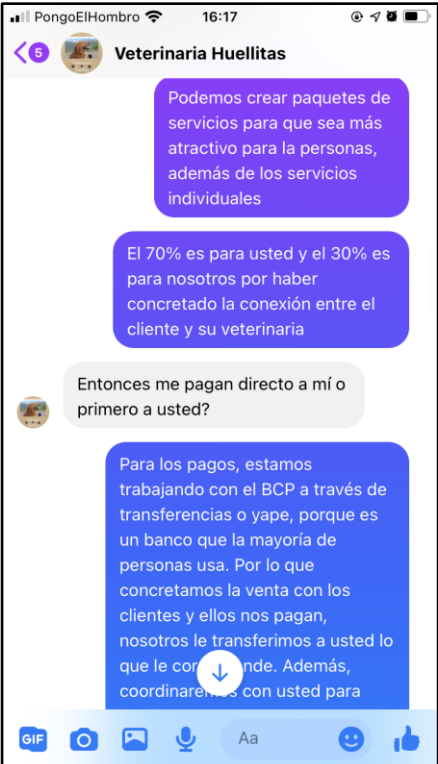 PongoElHombro 16:17
5 Veterinaria Huellitas
Podemos crear paquetes de
servicios para que sea más
atractivo para la personas,
además de los servicios
individuales
El 70% es para usted y el 30% es
para nosotros por haber
concretado la conexión entre el
cliente y su veterinaria
Entonces me pagan directo a mí o
primero a usted?
Para los pagos, estamos
trabajando con el BCP a través de
transferencias o yape, porque es
un banco que la mayoría de
personas usa. Por lo que
concretamos la venta con los
clientes y ellos nos pagan,
nosotros le transferimos a usted lo
que le
coordinaremos con usted para
Además,
GIF Aa